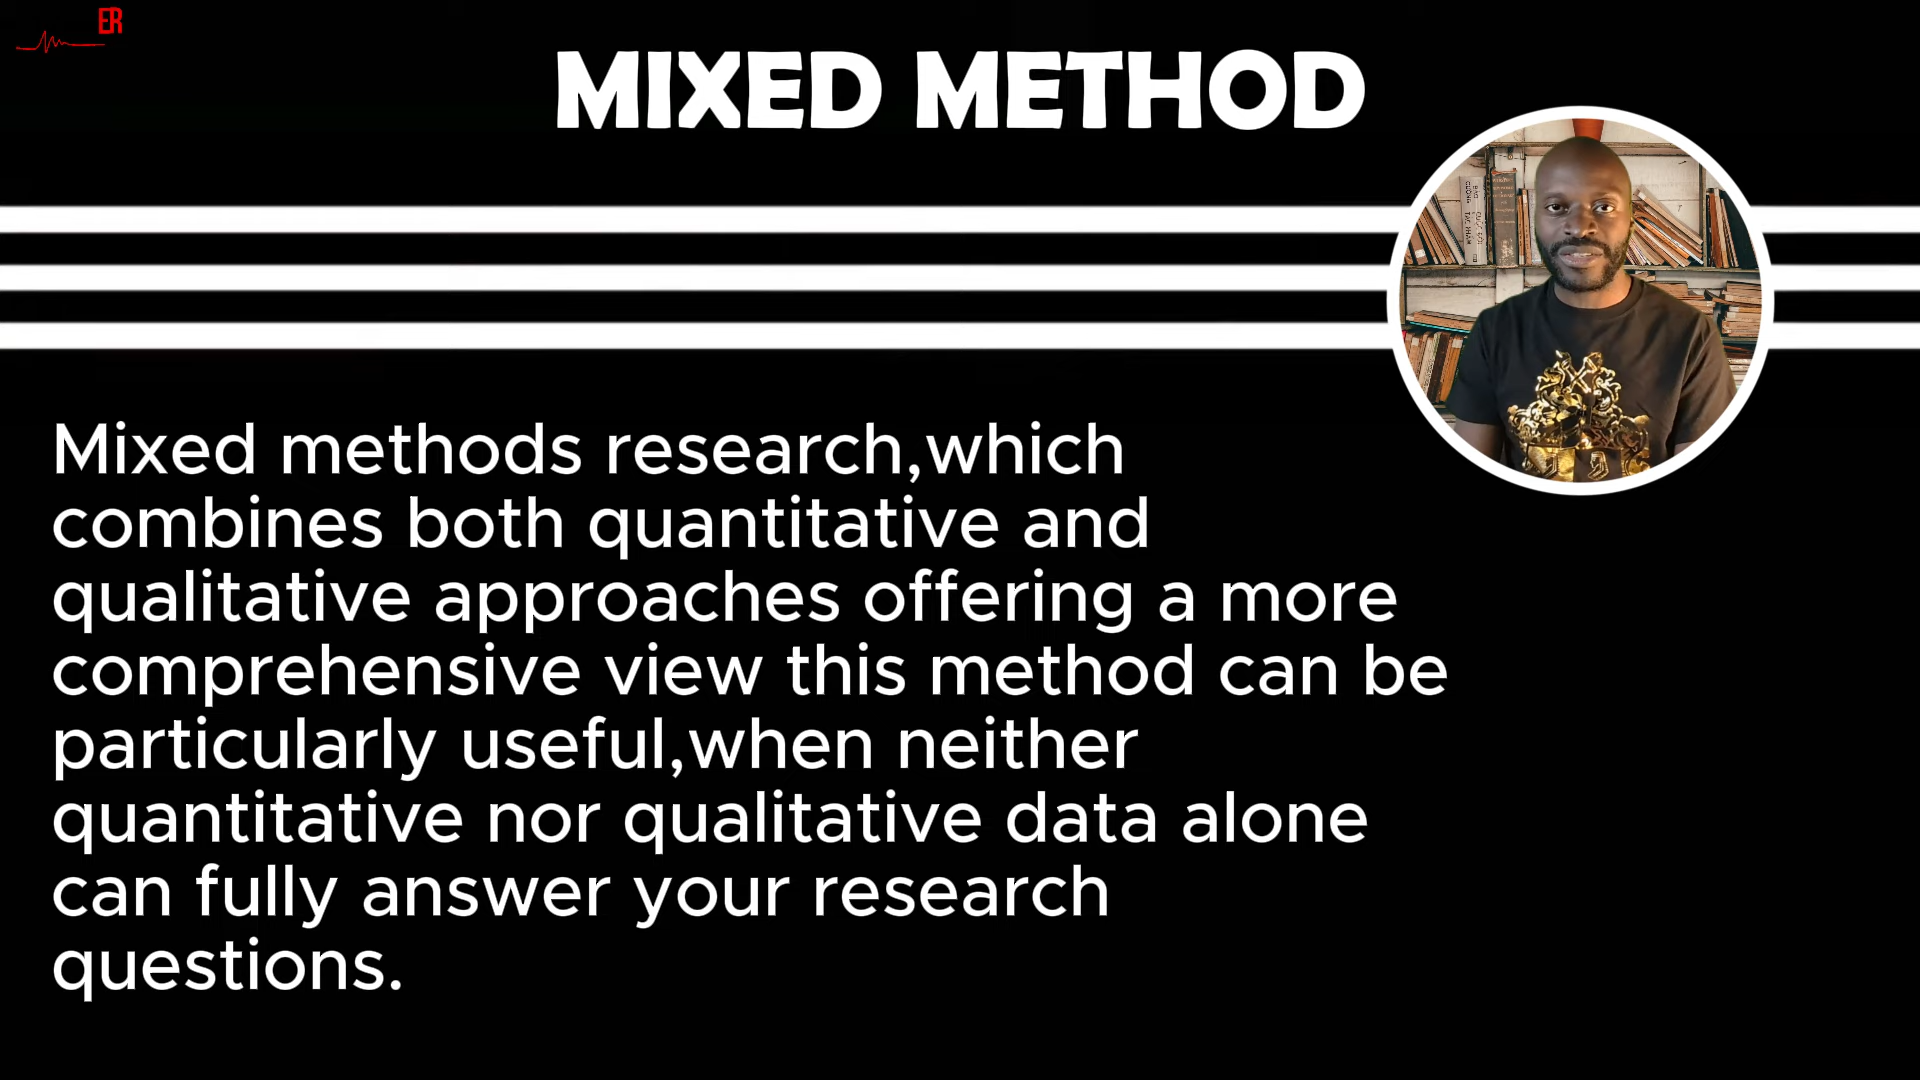 ER
MIXED METHOD
Mixed methods research,which
combines both quantitative and
qualitative approaches offering a more
comprehensive view this method can be
particularly useful,when neither
quantitative nor qualitative data alone
can fully answer your research
questions.